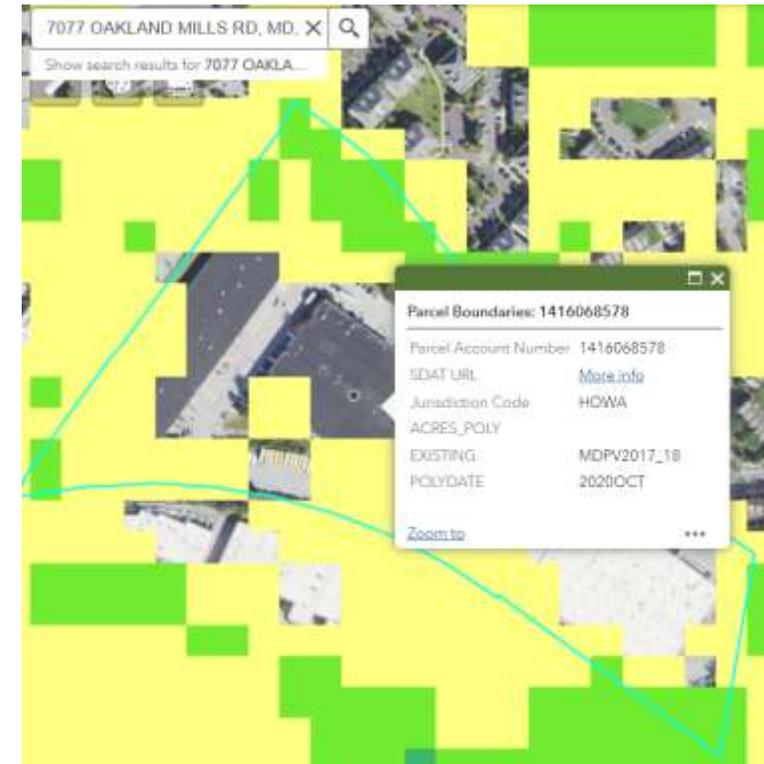 7077 OAKLAND MILLS RD, MD,
Show search results for 7077 OAKLA...
Parcel Boundaries: 1416068578
Parcel Account Number 1416068578
SDAT URL More info
Jurisdiction Code HOWA
ACRES_POLY
EXISTING MDPV2017_18
POLYDATE 2020OCT
Zoom to